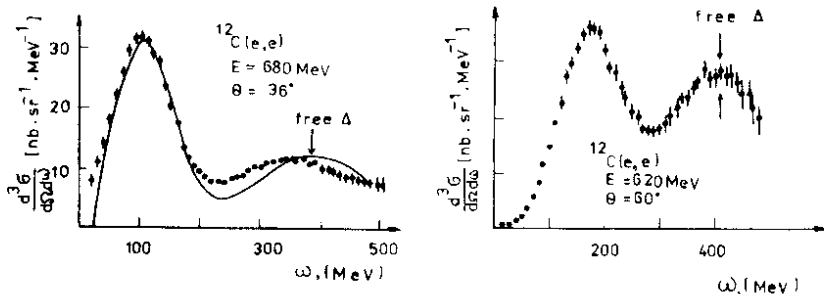 30
20
10
d³σ/dΩdω [nb·sr⁻¹·MeV⁻¹]
¹²C(e,e)
E = 680 MeV
θ = 36°
free Δ
100 300 500
ω, (MeV)
d³σ/dΩdω [nb·sr⁻¹·MeV⁻¹]
free Δ
¹²C(e,e)
E = 620 MeV
θ = 60°
200 400
ω, (MeV)